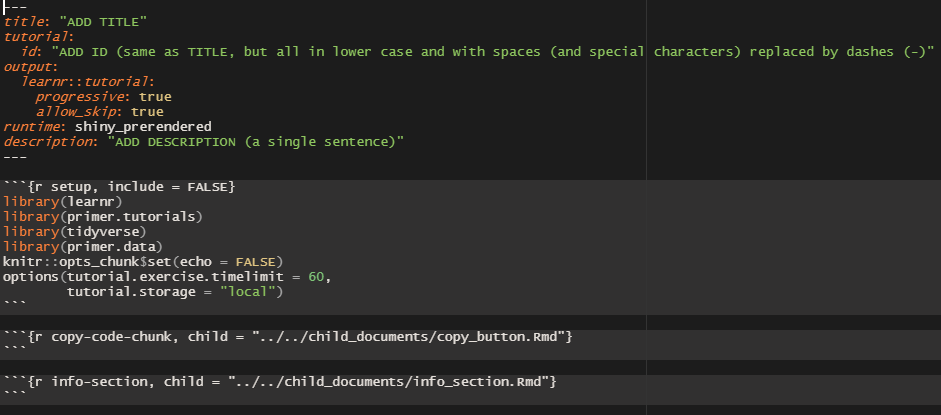 ---
title: "ADD TITLE"
tutorial:
  id: "ADD ID (same as TITLE, but all in lower case and with spaces (and special characters) replaced by dashes (-)"
output:
  learnr::tutorial:
    progressive: true
    allow_skip: true
runtime: shiny_prerendered
description: "ADD DESCRIPTION (a single sentence)"
---
```{r setup, include = FALSE}
library(learnr)
library(primer.tutorials)
library(tidyverse)
library(primer.data)
knitr::opts_chunk$set(echo = FALSE)
options(tutorial.exercise.timelimit = 60,
        tutorial.storage = "local")
```
```{r copy-code-chunk, child = "../../child_documents/copy_button.Rmd"}
```
```{r info-section, child = "../../child_documents/info_section.Rmd"}
```